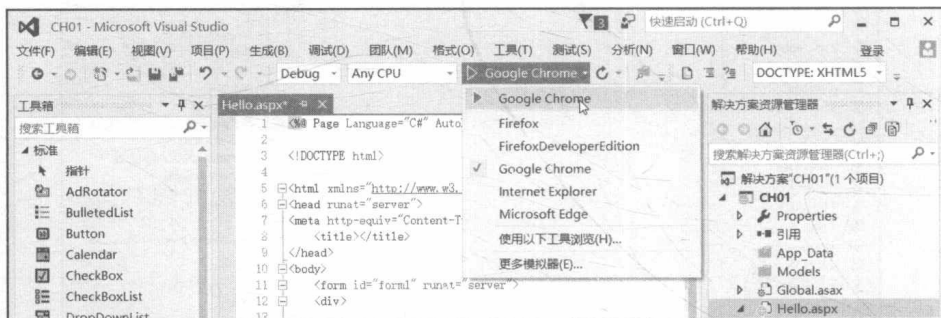 CH01 - Microsoft Visual Studio
3
快速启动 (Ctrl+Q)
文件(F) 编辑(E) 视图(V) 项目(P) 生成(B) 调试(D) 团队(M) 格式(O) 工具(T) 测试(S) 分析(N) 窗口(W) 帮助(H) 登录
Debug Any CPU Google Chrome DOCTYPE: XHTML5
工具箱
搜索工具箱
标准
指针
AdRotator
BulletedList
Button
Calendar
CheckBox
CheckBoxList
DropDownList
Hello.aspx*
1 <%@ Page Language="C#" Auto
2
3 <!DOCTYPE html>
4
5 <html xmlns="http://www.w3.
6 <head runat="server">
7 <meta http-equiv="Content-T
8 <title></title>
9 </head>
10 <body>
11 <form id="form1" runat="server">
12 <div>
13
Google Chrome
Firefox
FirefoxDeveloperEdition
Google Chrome
Internet Explorer
Microsoft Edge
使用以下工具浏览(H)...
更多模拟器(E)...
解决方案资源管理器
搜索解决方案资源管理器(Ctrl+;)
解决方案"CH01"(1 个项目)
CH01
Properties
引用
App_Data
Models
Global.asax
Hello.aspx